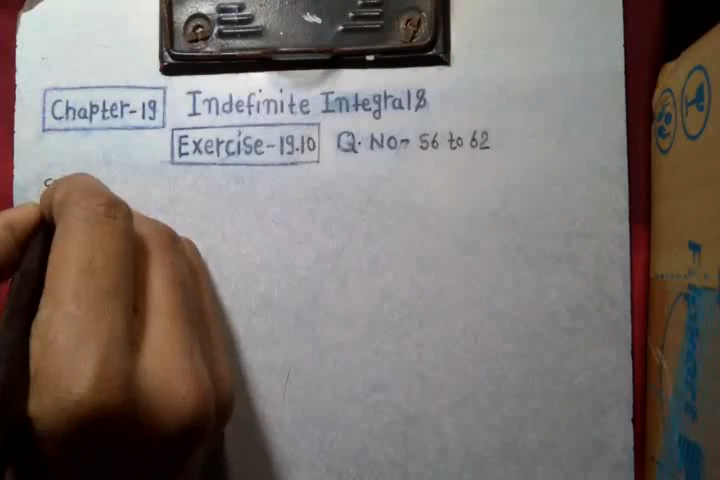 Chapter-19 Indefinite Integrals
Exercise-19.10 Q. No- 56 to 62